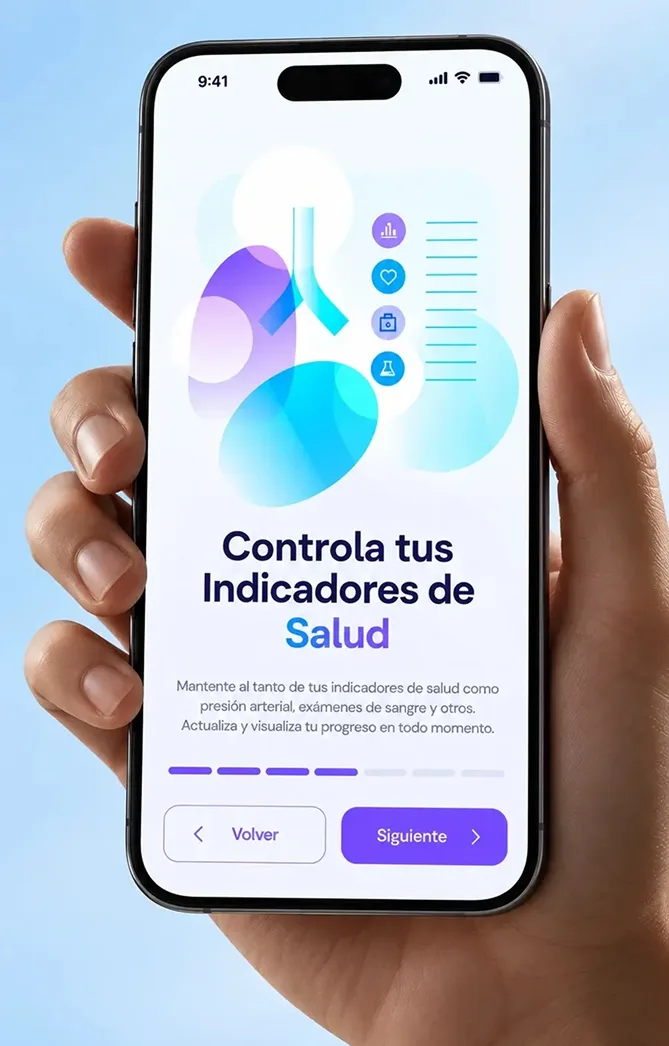 9:41
Controla tus
Indicadores de
Salud
Mantente al tanto de tus indicadores de salud como
presión arterial, exámenes de sangre y otros.
Actualiza y visualiza tu progreso en todo momento.
Volver
Siguiente